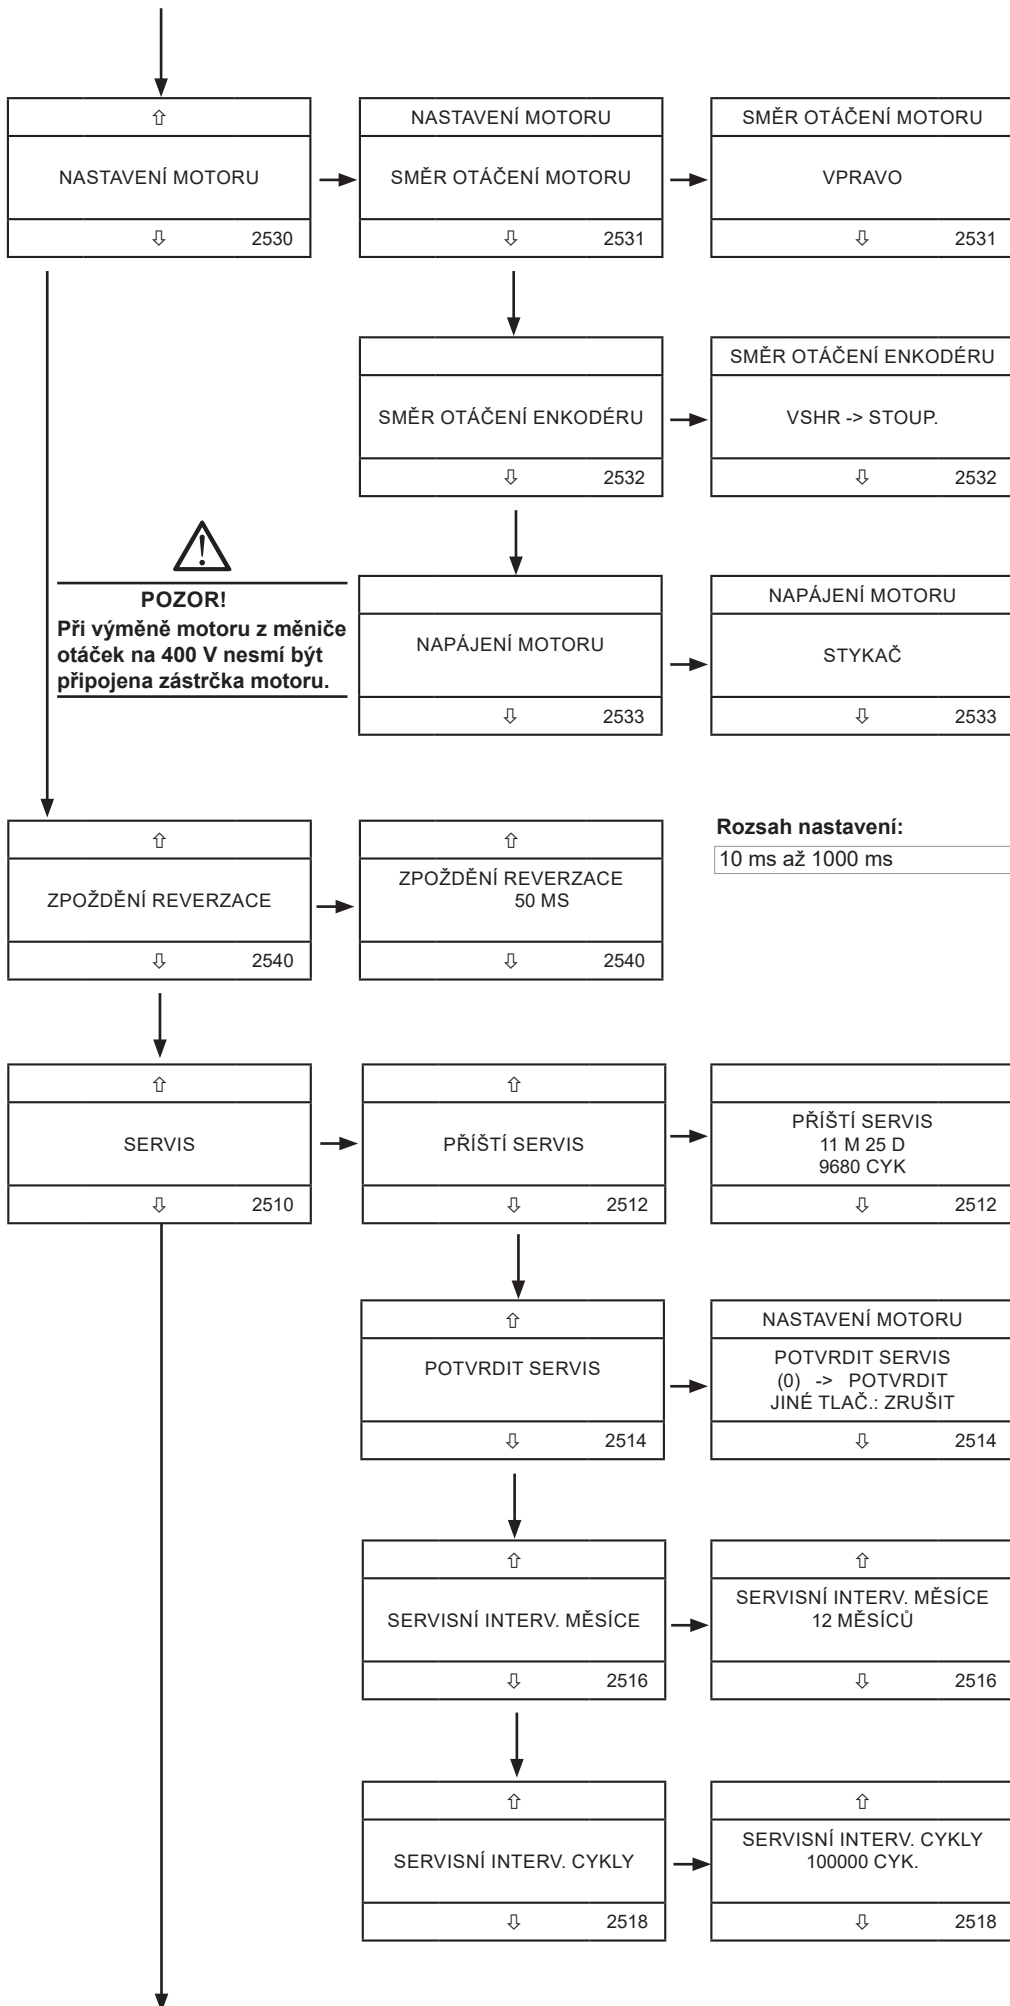 ⇧
NASTAVENÍ MOTORU
⇩ 2530
NASTAVENÍ MOTORU
SMĚR OTÁČENÍ MOTORU
⇩ 2531
SMĚR OTÁČENÍ MOTORU
VPRAVO
⇩ 2531
SMĚR OTÁČENÍ ENKODÉRU
⇩ 2532
SMĚR OTÁČENÍ ENKODÉRU
VSHR -> STOUP.
⇩ 2532
POZOR!
Při výměně motoru z měniče
otáček na 400 V nesmí být
připojena zástrčka motoru.
NAPÁJENÍ MOTORU
⇩ 2533
NAPÁJENÍ MOTORU
STYKAČ
⇩ 2533
⇧
ZPOŽDĚNÍ REVERZACE
⇩ 2540
⇧
ZPOŽDĚNÍ REVERZACE
50 MS
⇩ 2540
Rozsah nastavení:
10 ms až 1000 ms
⇧
SERVIS
⇩ 2510
⇧
PŘÍŠTÍ SERVIS
⇩ 2512
PŘÍŠTÍ SERVIS
11 M 25 D
9680 CYK
⇩ 2512
⇧
POTVRDIT SERVIS
⇩ 2514
NASTAVENÍ MOTORU
POTVRDIT SERVIS
(0) -> POTVRDIT
JINÉ TLAČ.: ZRUŠIT
⇩ 2514
⇧
SERVISNÍ INTERV. MĚSÍCE
⇩ 2516
⇧
SERVISNÍ INTERV. MĚSÍCE
12 MĚSÍCŮ
⇩ 2516
⇧
SERVISNÍ INTERV. CYKLY
⇩ 2518
⇧
SERVISNÍ INTERV. CYKLY
100000 CYK.
⇩ 2518